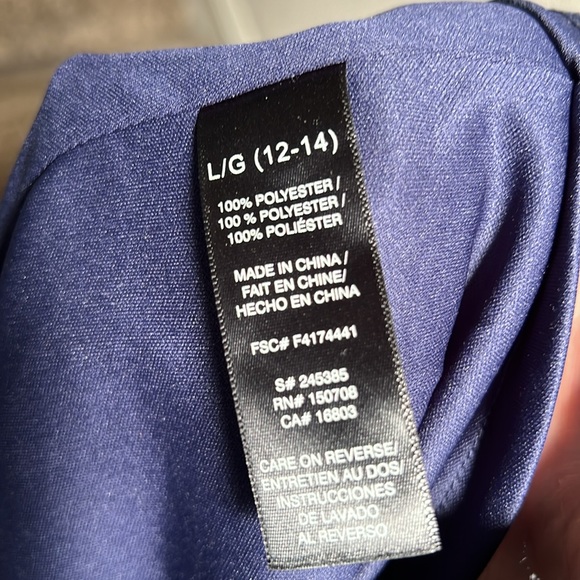 L/G (12-14)
100% POLYESTER /
100 % POLYESTER /
100% POLIÉSTER
MADE IN CHINA /
FAIT EN CHINE/
HECHO EN CHINA
FSC# F4174441
S# 245385
RN# 150708
CA# 16803
CARE ON REVERSE/
ENTRETIEN AU DOS/
INSTRUCCIONES
DE LAVADO
AL REVERSO